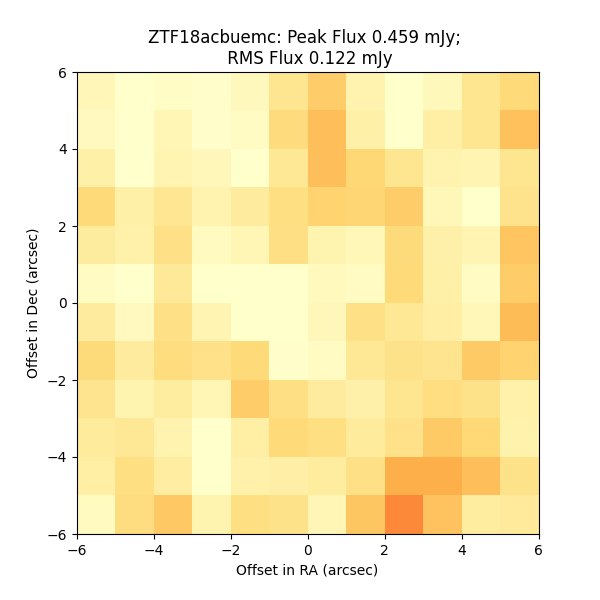 ZTF18acbuemc: Peak Flux 0.459 mJy;
RMS Flux 0.122 mJy
6
4
2
0
−2
−4
−6
Offset in Dec (arcsec)
−6 −4 −2 0 2 4 6
Offset in RA (arcsec)